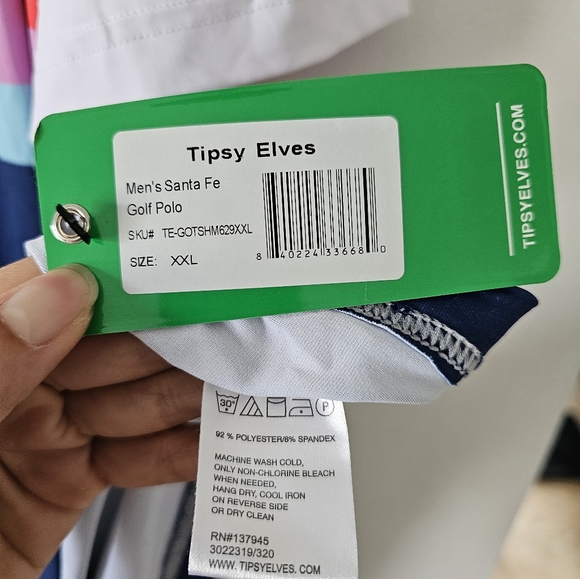 Tipsy Elves
Men's Santa Fe
Golf Polo
SKU# TE-GOTSHM629XXL
SIZE: XXL
8 40224 33668 0
TIPSYELVES.COM
30°
P
92 % POLYESTER/8% SPANDEX
MACHINE WASH COLD,
ONLY NON-CHLORINE BLEACH
WHEN NEEDED,
HANG DRY, COOL IRON
ON REVERSE SIDE
OR DRY CLEAN
RN#137945
3022319/320
WWW. TIPSYELVES.COM